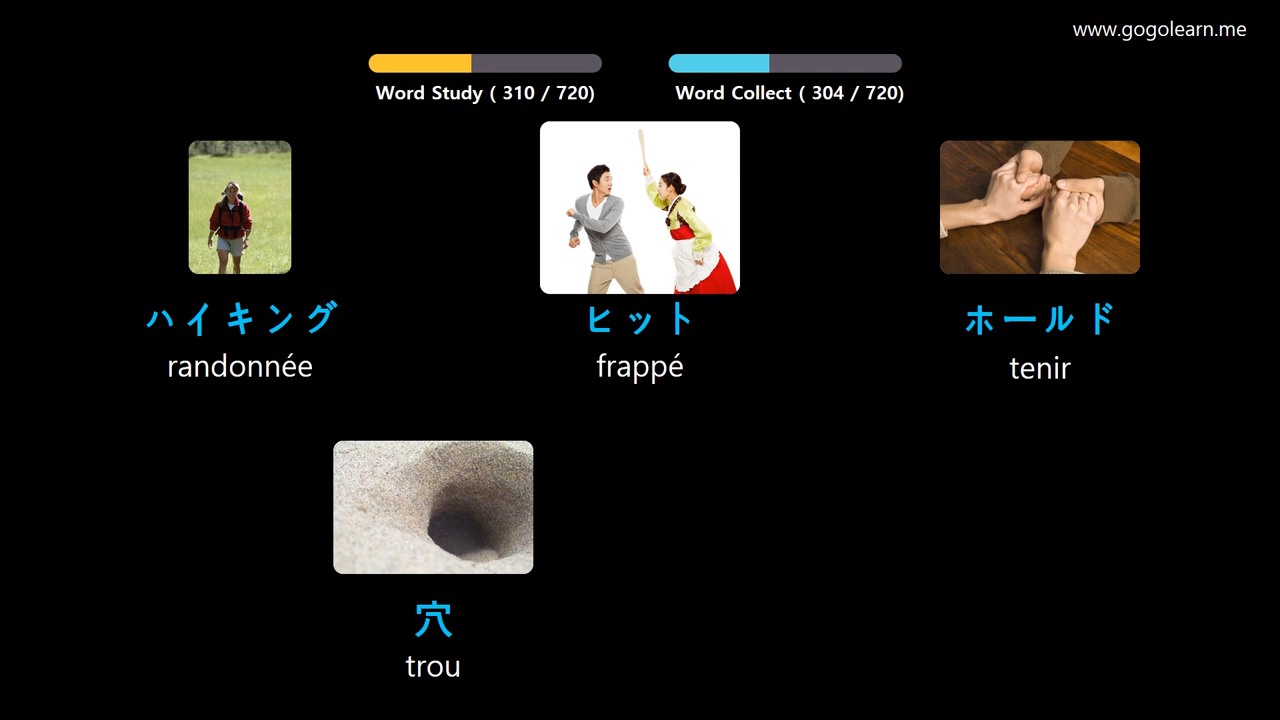 www.gogolearn.me
Word Study ( 310 / 720)
Word Collect ( 304 / 720)
ハイキング
randonnée
ヒット
frappé
ホールド
tenir
穴
trou